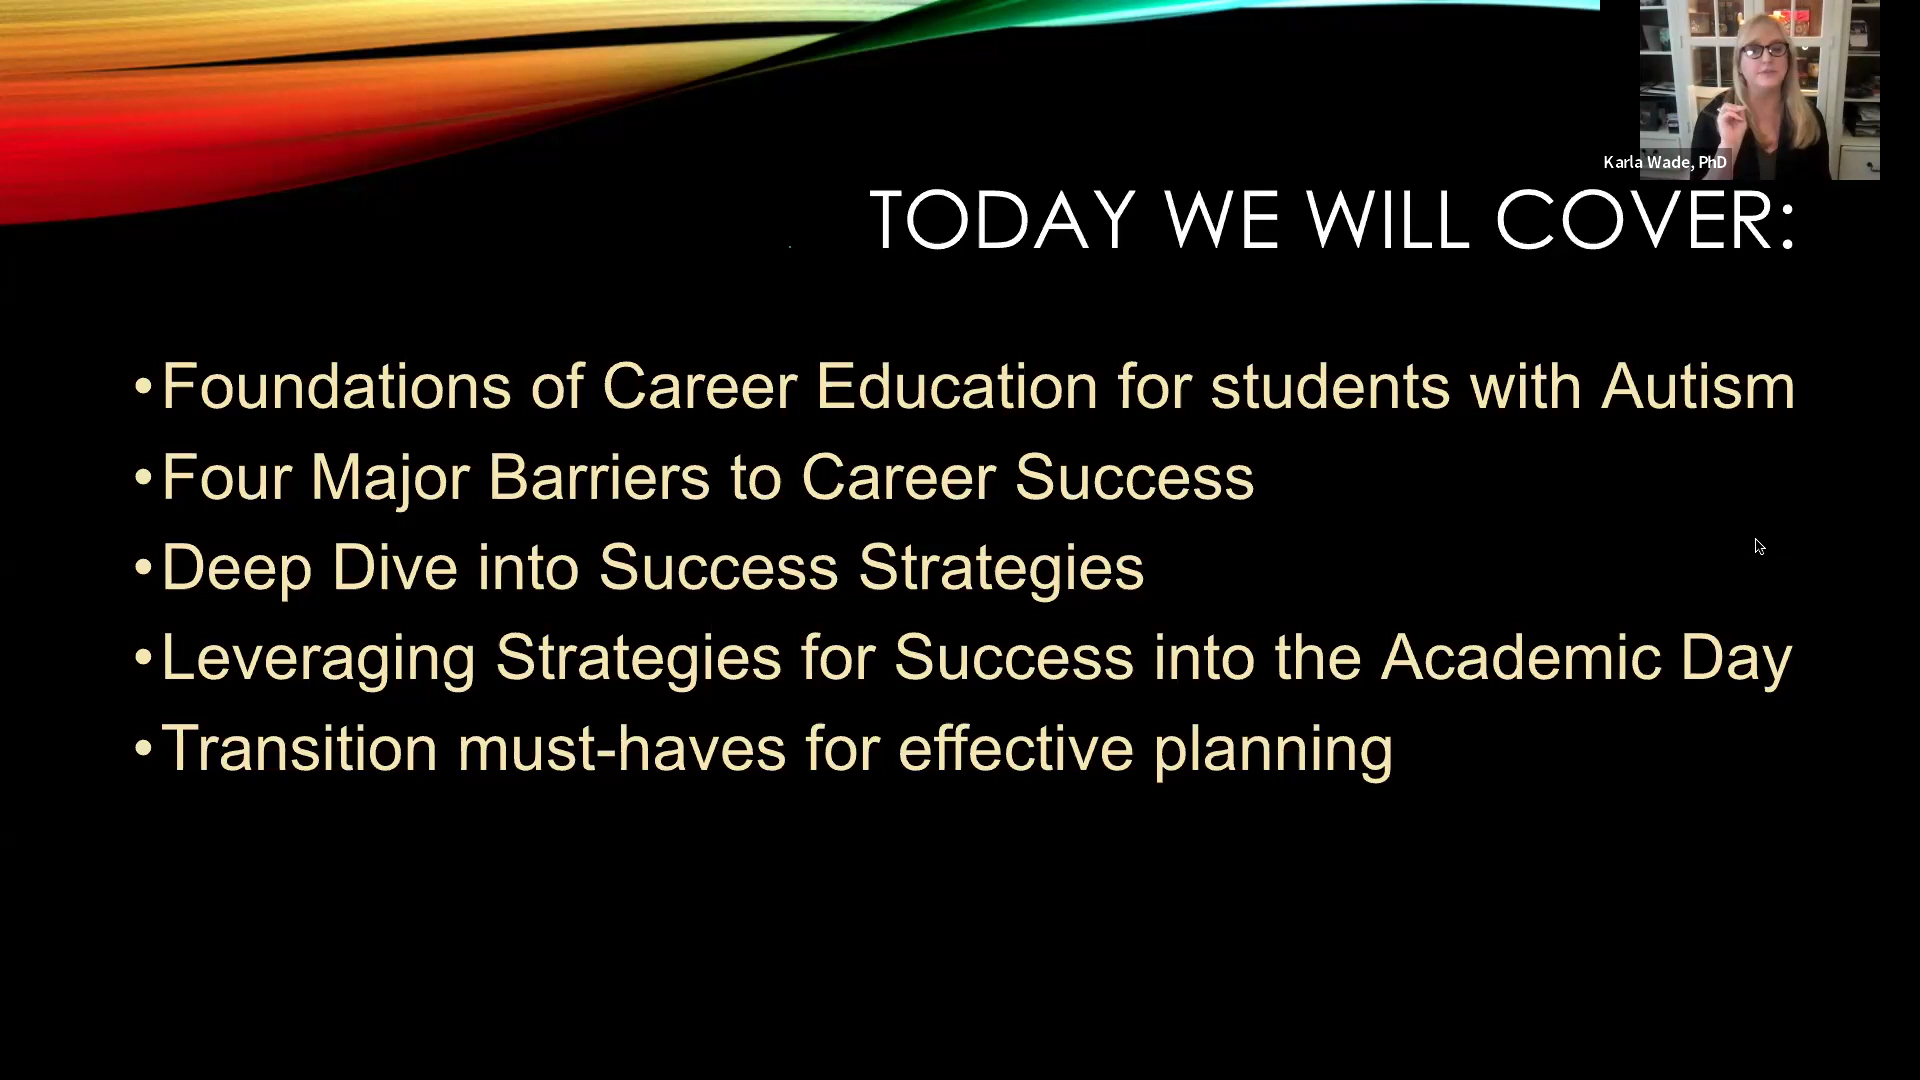 Karla Wade, PhD
TODAY WE WILL COVER:
•Foundations of Career Education for students with Autism
•Four Major Barriers to Career Success
•Deep Dive into Success Strategies
•Leveraging Strategies for Success into the Academic Day
•Transition must-haves for effective planning